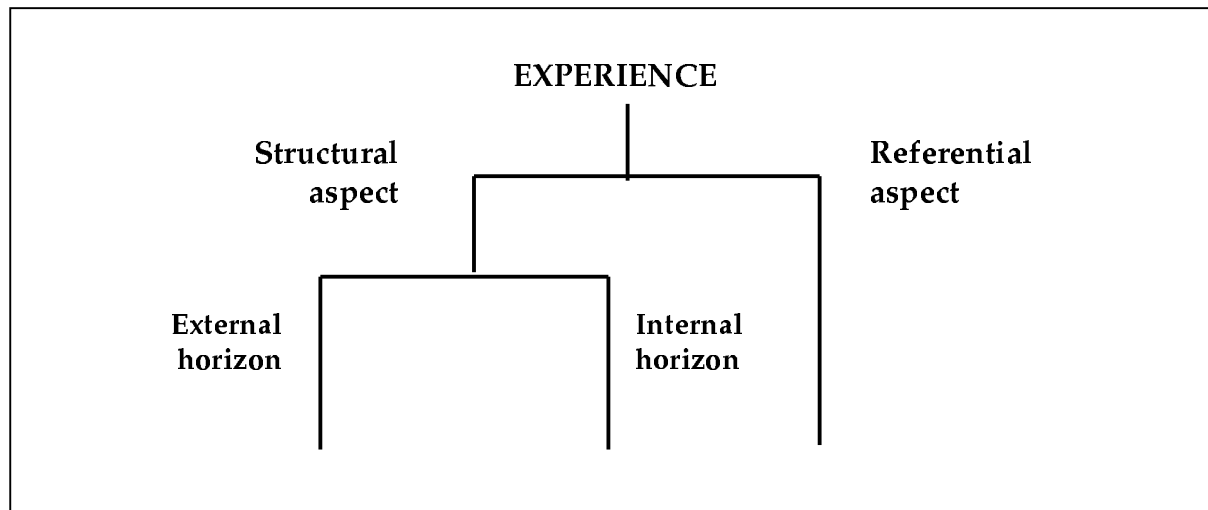 EXPERIENCE
Structural
aspect
Referential
aspect
External
horizon
Internal
horizon